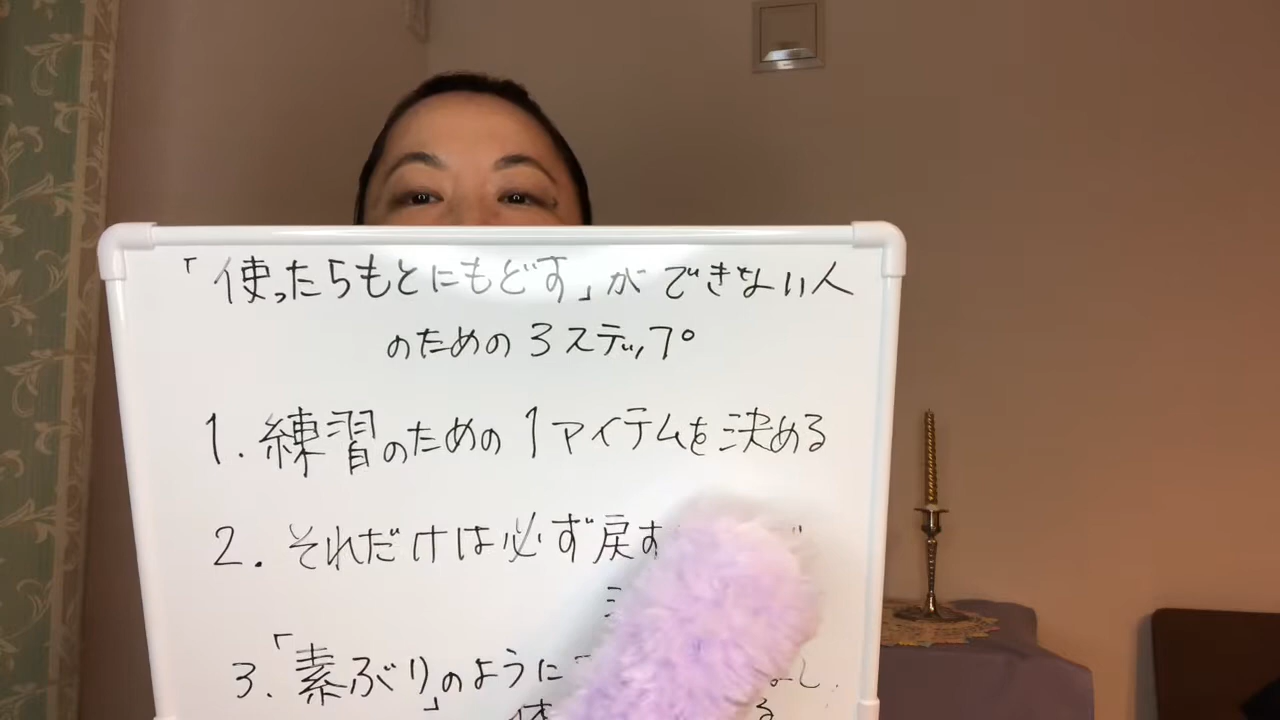 「使ったらもとにもどす」ができない人
のための3ステップ
1. 練習のための1アイテムを決める
2. それだけは必ず戻す
3. 「素ぶり」のように
体
る